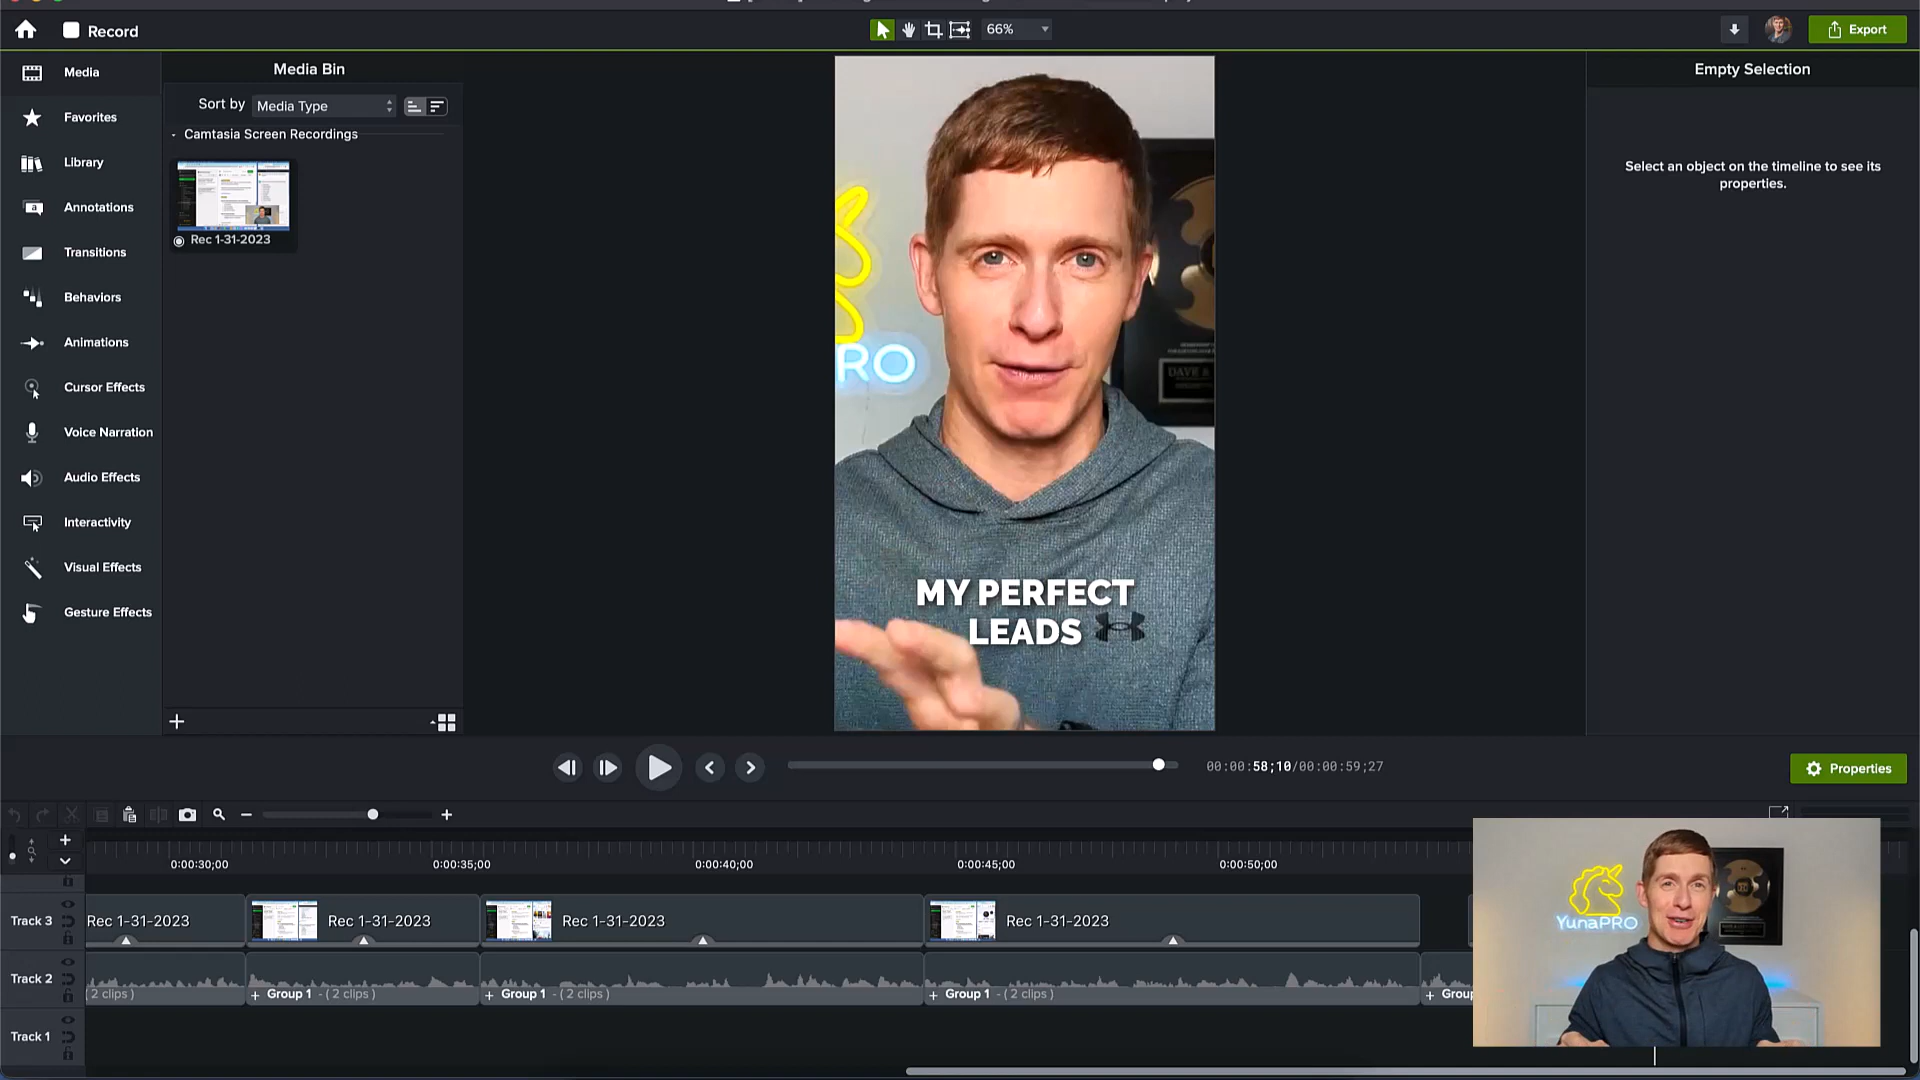 Record
66%
Export
Media
Favorites
Library
Annotations
Transitions
Behaviors
Animations
Cursor Effects
Voice Narration
Audio Effects
Interactivity
Visual Effects
Gesture Effects
Media Bin
Sort by
Media Type
Camtasia Screen Recordings
Rec 1-31-2023
RO
DAVE &
MY PERFECT
LEADS
Empty Selection
Select an object on the timeline to see its
properties.
00:00:58;10/00:00:59;27
Properties
0:00:30;00
0:00:35;00
0:00:40;00
0:00:45;00
0:00:50;00
Track 3
Rec 1-31-2023
Rec 1-31-2023
Rec 1-31-2023
Rec 1-31-2023
Track 2
2 clips )
+ Group 1 - ( 2 clips )
+ Group 1 - ( 2 clips )
+ Group 1 - ( 2 clips )
+ Group
Track 1
YunaPRO